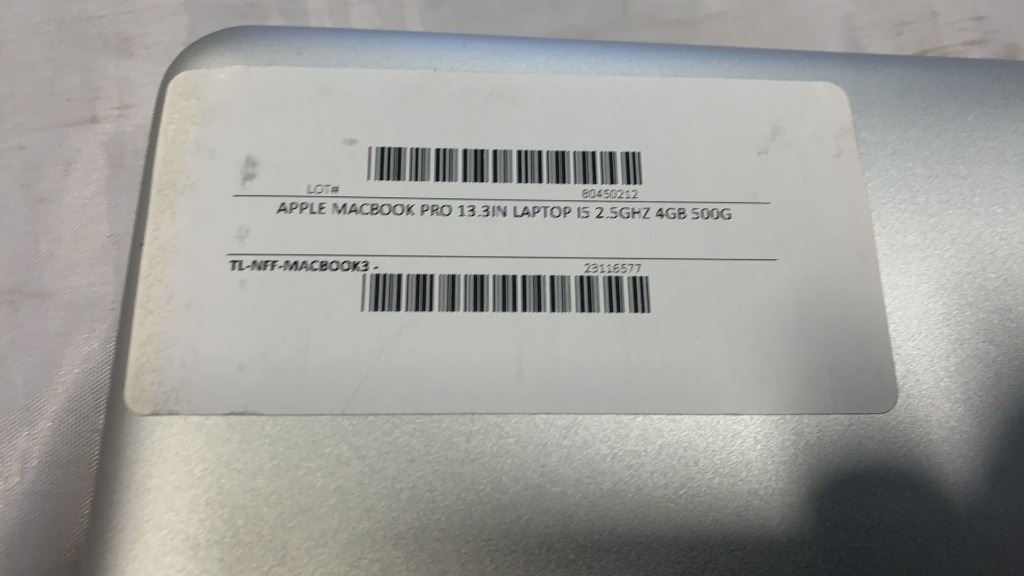 LOT# 80450212
APPLE MACBOOK PRO 13.3IN LAPTOP I5 2.5GHZ 4GB 500G
TL-NFF-MACBOOK3 - 23116577